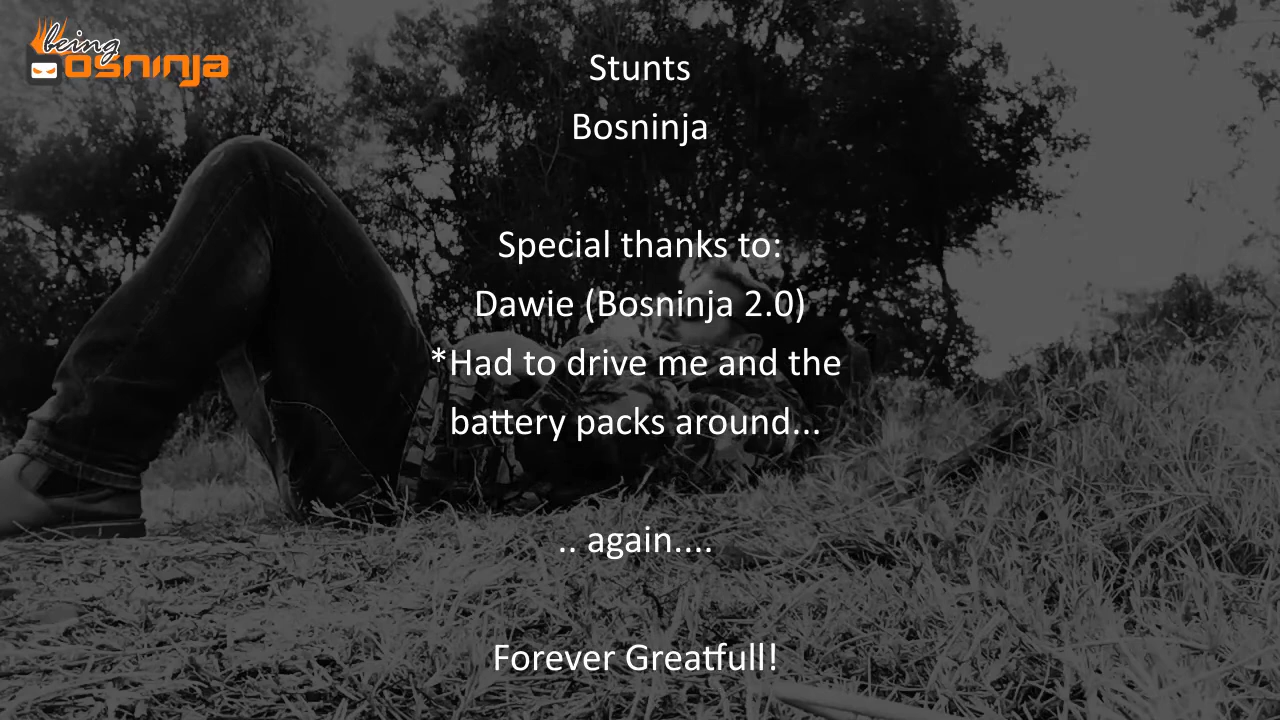 being
Bosninja
Stunts
Bosninja
Special thanks to:
Dawie (Bosninja 2.0)
*Had to drive me and the
battery packs around...
.. again....
Forever Greatfull!